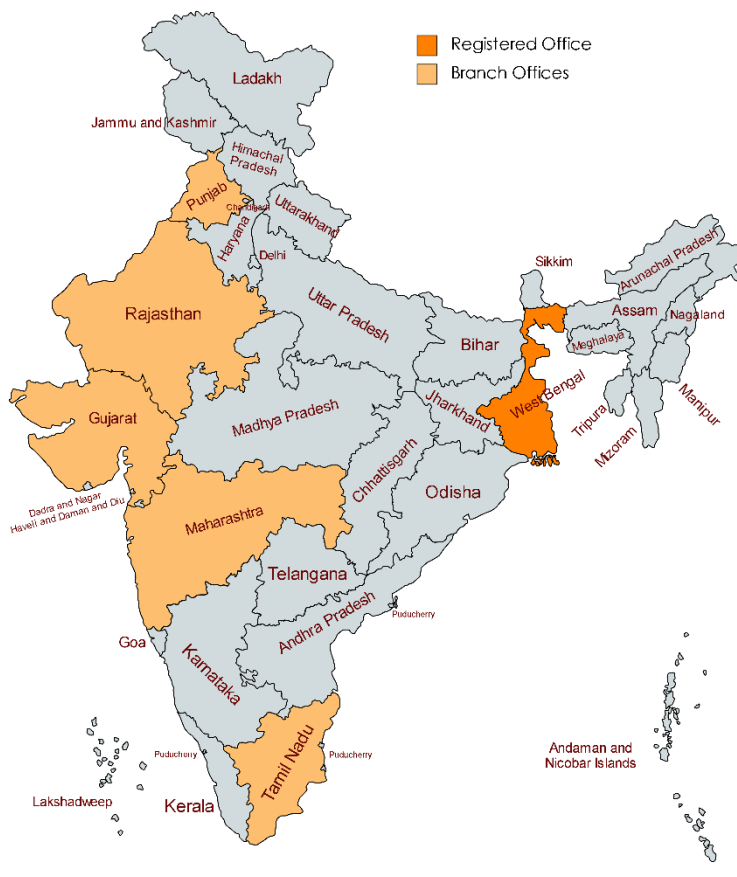 Registered Office
Branch Offices
Ladakh
Jammu and Kashmir
Himachal
Pradesh
Punjab
Chandigarh
Uttarakhand
Haryana
Delhi
Sikkim
Arunachal Pradesh
Rajasthan
Uttar Pradesh
Bihar
Assam
Nagaland
Meghalaya
Manipur
Gujarat
Madhya Pradesh
Jharkhand
West Bengal
Tripura
Mizoram
Dadra and Nagar
Haveli and Daman and Diu
Chhattisgarh
Odisha
Maharashtra
Telangana
Andhra Pradesh
Puducherry
Goa
Karnataka
Puducherry
Tamil Nadu
Puducherry
Andaman and
Nicobar Islands
Lakshadweep
Kerala